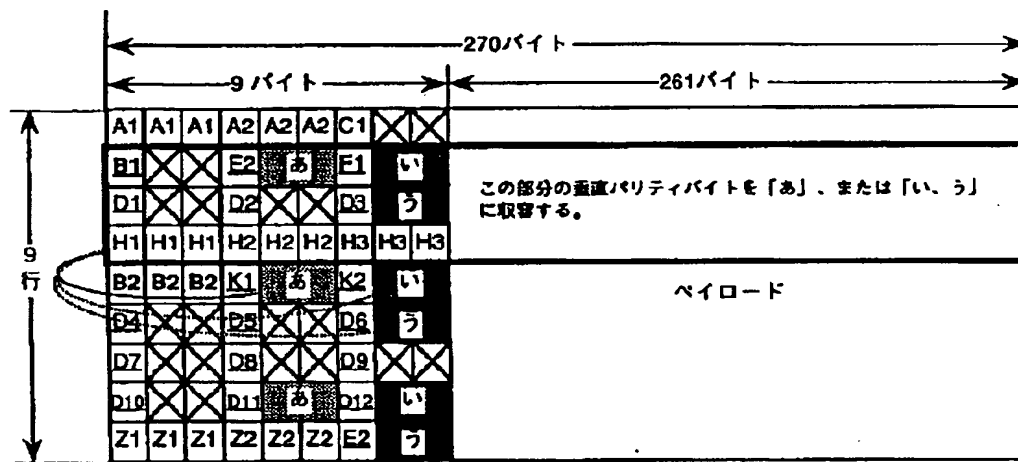 270バイト
9バイト 261バイト
A1 A1 A1 A2 A2 A2 C1
B1 E2 あ F1 い
この部分の垂直パリティバイトを「あ」、または「い、う」
に収容する。
D1 D2 D3 う
H1 H1 H1 H2 H2 H2 H3 H3 H3
9
行
B2 B2 B2 K1 あ K2 い
ペイロード
D4 D5 D6 う
D7 D8 D9
D10 D11 あ D12 い
Z1 Z1 Z1 Z2 Z2 Z2 E2 う